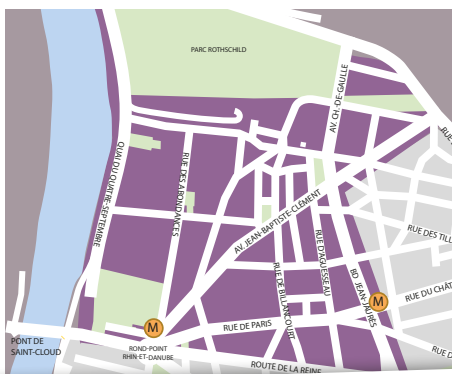 PARC ROTHSCHILD
AV. CH.-DE-GAULLE
QUAI DU QUATRE-SEPTEMBRE
RUE DES ABONDANCES
AV. JEAN-BAPTISTE-CLÉMENT
RUE D'AGUESSEAU
RUE DE BILLANCOURT
BD. JEAN-JAURÈS
RUE DES TILL
RUE DU CHÂT
M
M
RUE DE PARIS
PONT DE
SAINT-CLOUD
ROND-POINT
RHIN-ET-DANUBE
ROUTE DE LA REINE
RUE D